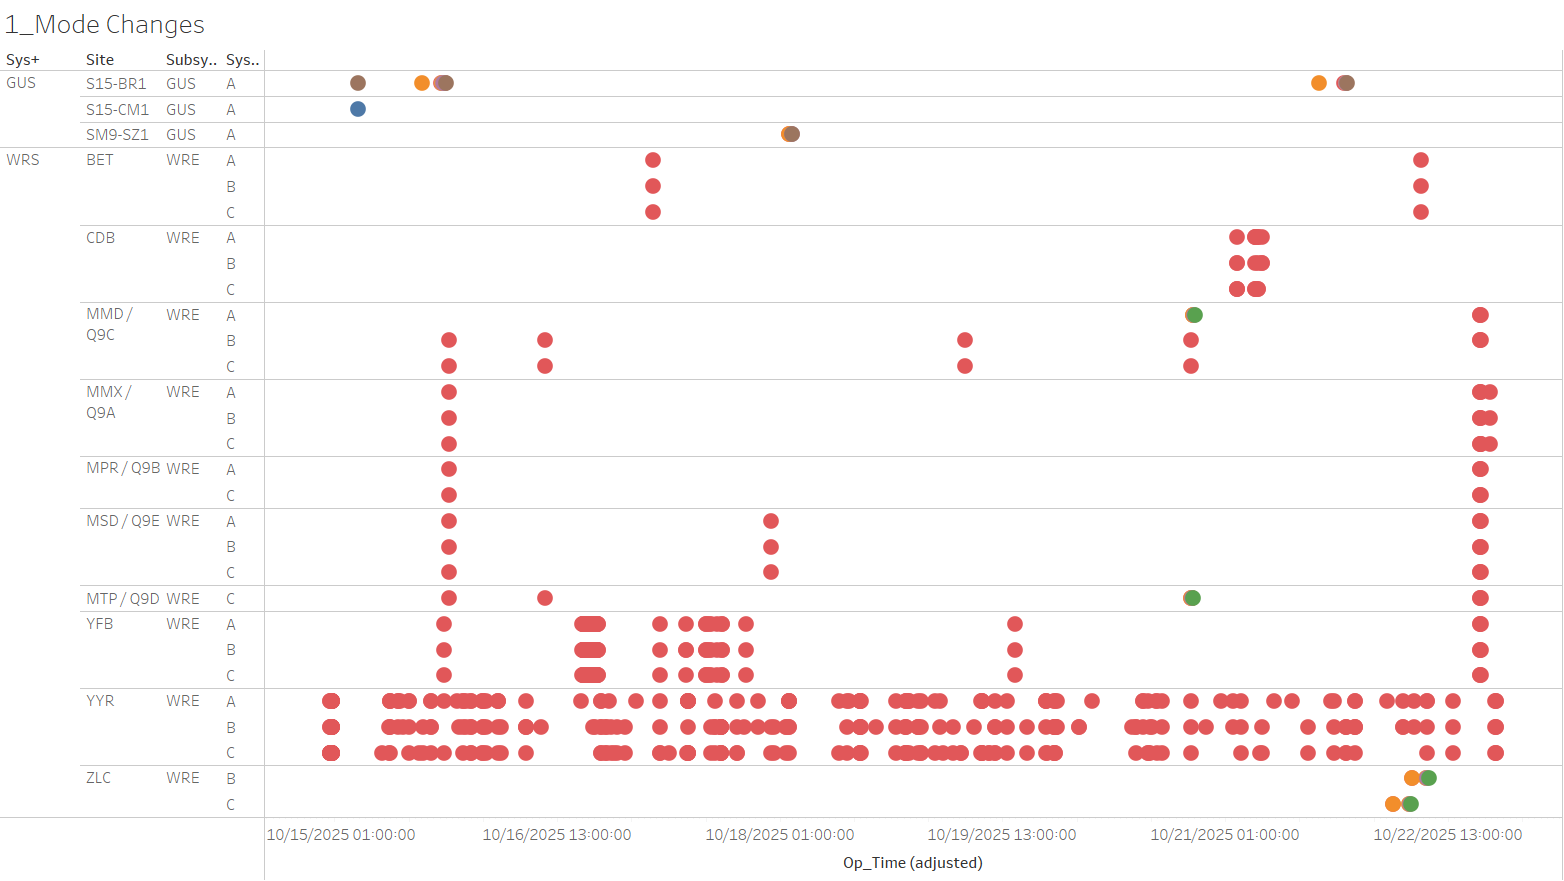 1_Mode Changes
Sys+ Site Subsy.. Sys..
GUS S15-BR1 GUS A
S15-CM1 GUS A
SM9-SZ1 GUS A
WRS BET WRE A
B
C
CDB WRE A
B
C
MMD / WRE A
Q9C B
C
MMX / WRE A
Q9A B
C
MPR / Q9B WRE A
C
MSD / Q9E WRE A
B
C
MTP / Q9D WRE C
YFB WRE A
B
C
YYR WRE A
B
C
ZLC WRE B
C
10/15/2025 01:00:00 10/16/2025 13:00:00 10/18/2025 01:00:00 10/19/2025 13:00:00 10/21/2025 01:00:00 10/22/2025 13:00:00
Op_Time (adjusted)